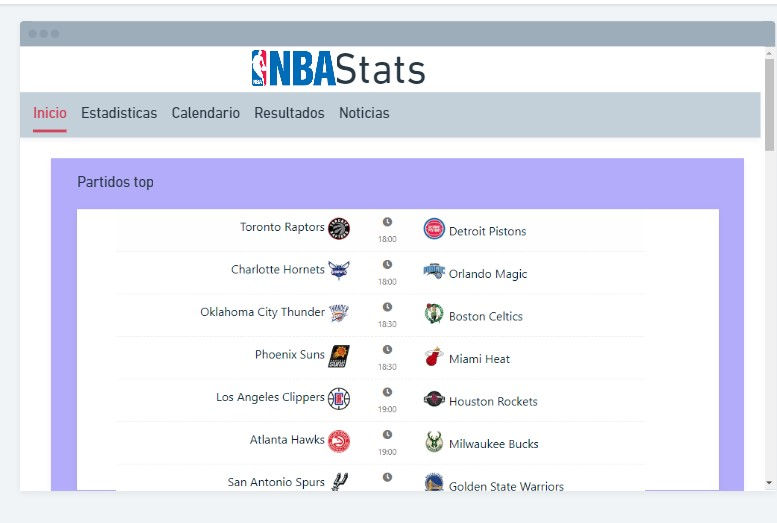 NBAStats
Inicio Estadisticas Calendario Resultados Noticias
Partidos top
Toronto Raptors 18:00 Detroit Pistons
Charlotte Hornets 18:00 Orlando Magic
Oklahoma City Thunder 18:30 Boston Celtics
Phoenix Suns 18:30 Miami Heat
Los Angeles Clippers 19:00 Houston Rockets
Atlanta Hawks 19:00 Milwaukee Bucks
San Antonio Spurs Golden State Warriors